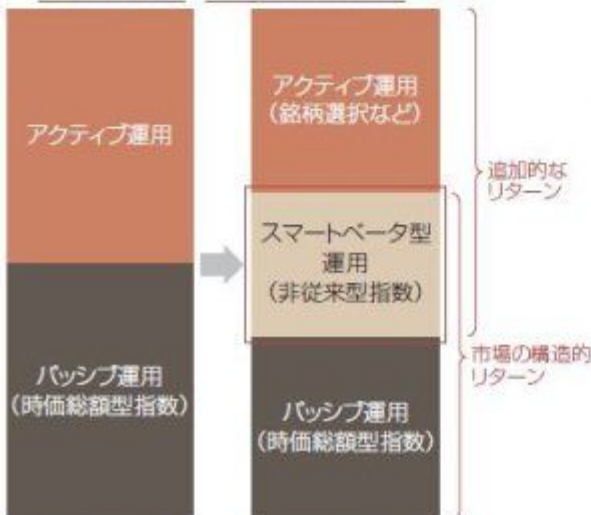 アクティブ運用
パッシブ運用
(時価総額型指数)
アクティブ運用
(銘柄選択など)
スマートベータ型
運用
(非従来型指数)
パッシブ運用
(時価総額型指数)
追加的な
リターン
市場の構造的
リターン